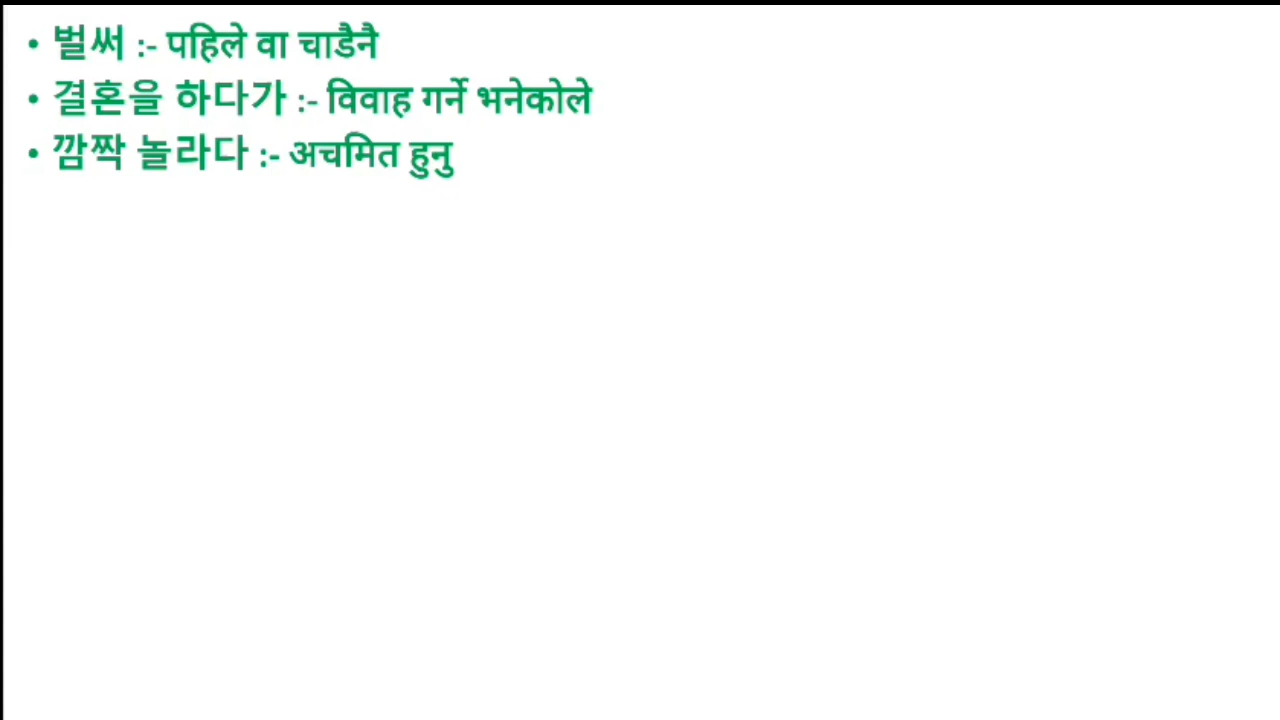 • 벌써 :- पहिले वा चाडैनै
• 결혼을 하다가 :- विवाह गर्ने भनेकोले
• 깜짝 놀라다 :- अचमित हुनु